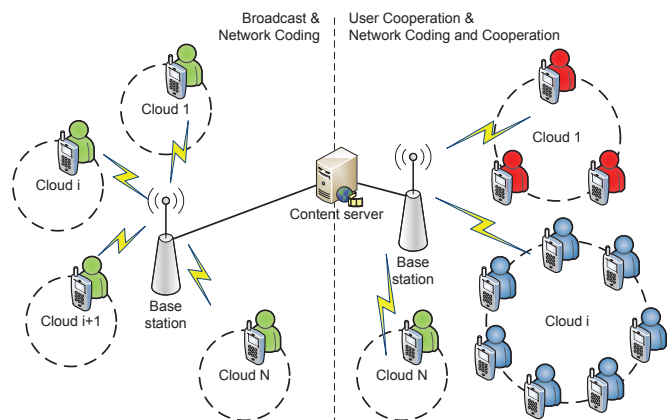 Broadcast &
Network Coding
User Cooperation &
Network Coding and Cooperation
Cloud 1
Cloud i
Cloud i+1
Base
station
Cloud N
Content server
Base
station
Cloud 1
Cloud i
Cloud N